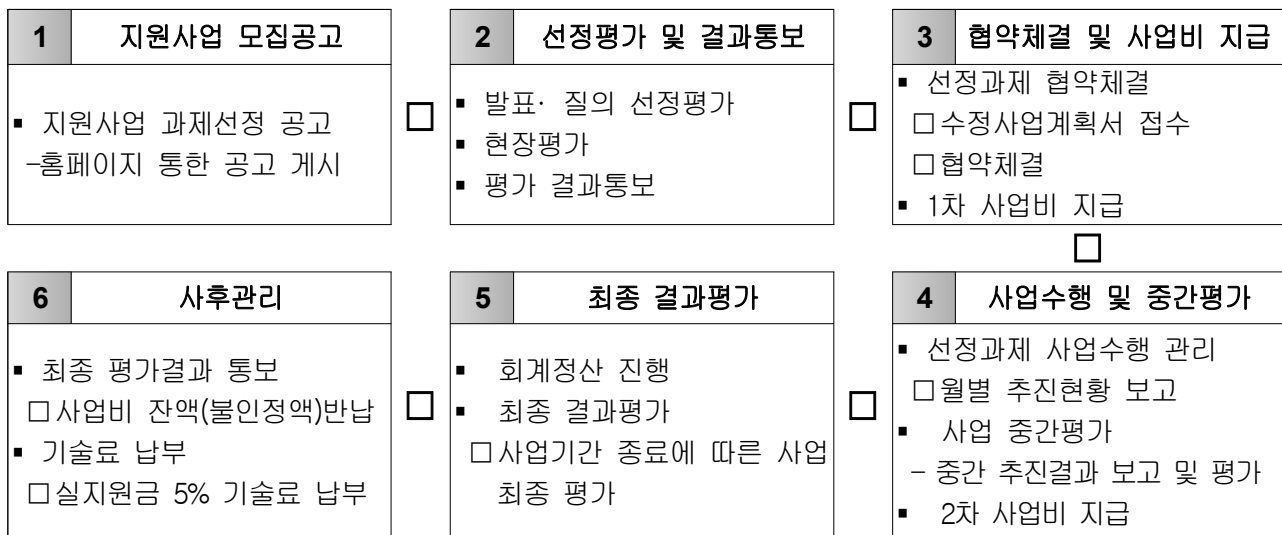 1 지원사업 모집공고
▪ 지원사업 과제선정 공고
-홈페이지 통한 공고 게시
□
2 선정평가 및 결과통보
▪ 발표· 질의 선정평가
▪ 현장평가
▪ 평가 결과통보
□
3 협약체결 및 사업비 지급
▪ 선정과제 협약체결
□수정사업계획서 접수
□협약체결
▪ 1차 사업비 지급
□
4 사업수행 및 중간평가
▪ 선정과제 사업수행 관리
□월별 추진현황 보고
▪ 사업 중간평가
- 중간 추진결과 보고 및 평가
▪ 2차 사업비 지급
□
5 최종 결과평가
▪ 회계정산 진행
▪ 최종 결과평가
□사업기간 종료에 따른 사업
최종 평가
□
6 사후관리
▪ 최종 평가결과 통보
□사업비 잔액(불인정액)반납
▪ 기술료 납부
□실지원금 5% 기술료 납부